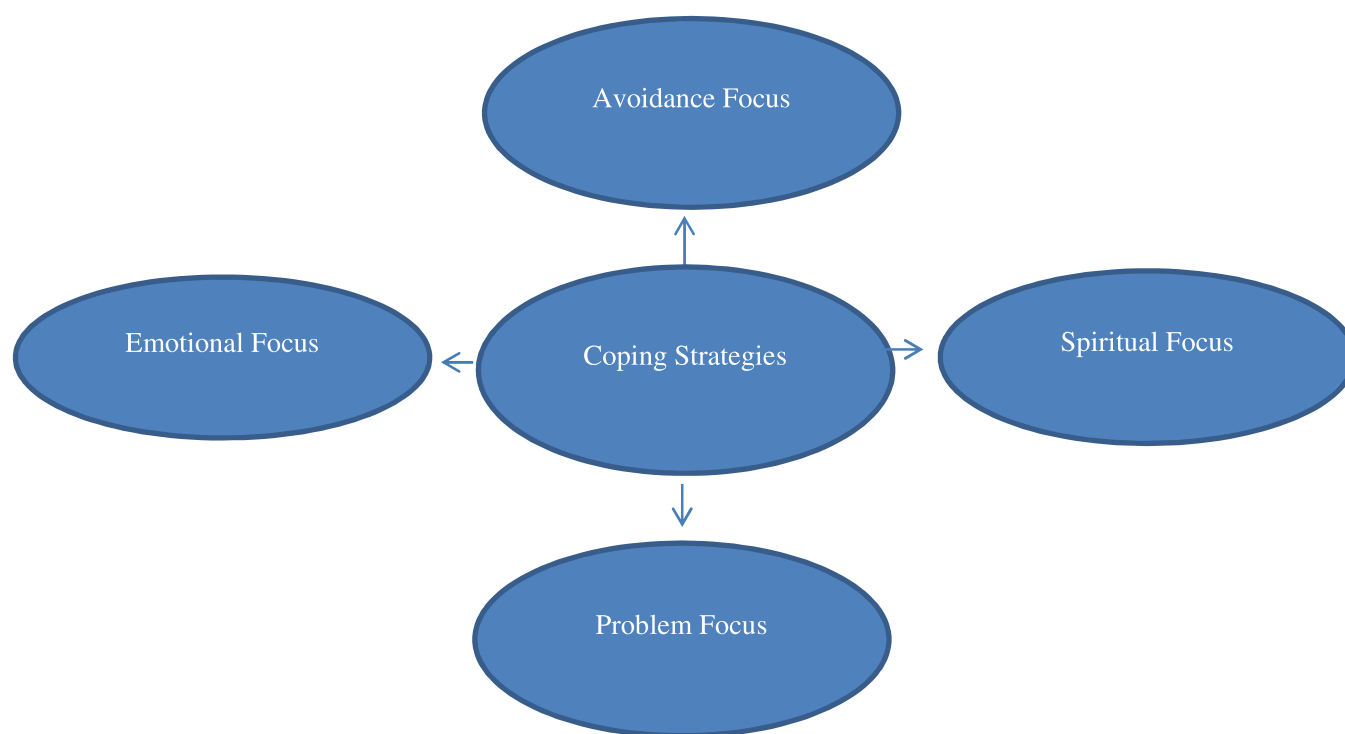 Avoidance Focus
Emotional Focus
Coping Strategies
Spiritual Focus
Problem Focus